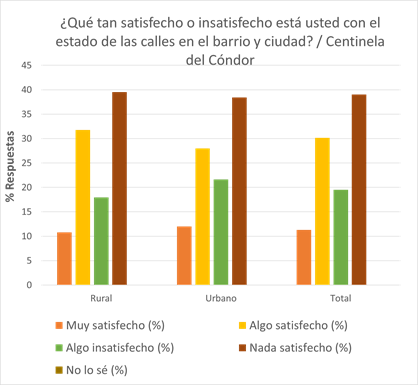 ¿Qué tan satisfecho o insatisfecho está usted con el
estado de las calles en el barrio y ciudad? / Centinela
del Cóndor
% Respuestas
45
40
35
30
25
20
15
10
5
0
Rural Urbano Total
Muy satisfecho (%) Algo satisfecho (%)
Algo insatisfecho (%) Nada satisfecho (%)
No lo sé (%)